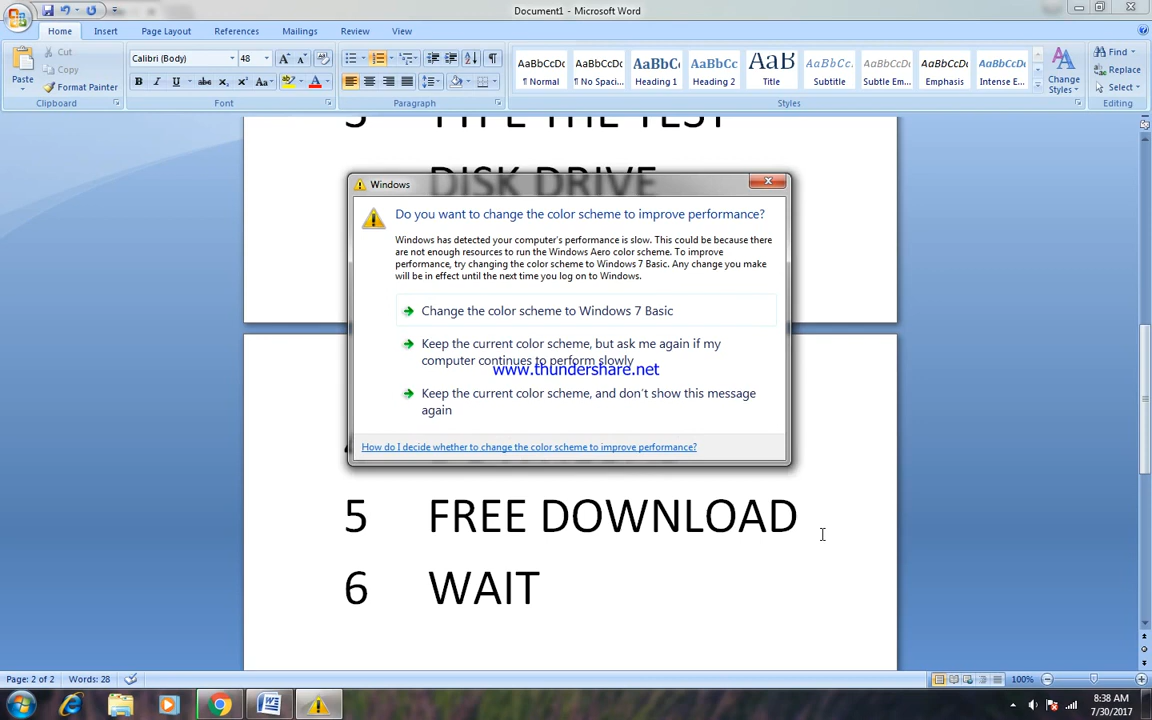 Document1 - Microsoft Word
Home Insert Page Layout References Mailings Review View
Paste
Cut
Copy
Format Painter
Clipboard
Calibri (Body) 48
B I U abc X₂ X² Aa
Font
Paragraph
AaBbCcDc AaBbCcDc AaBbC AaBbCc AaB AaBbCc. AaBbCcDc AaBbCcDc AaBbCcDc
¶ Normal ¶ No Spaci... Heading 1 Heading 2 Title Subtitle Subtle Em... Emphasis Intense E...
Change Styles
Styles
Find
Replace
Select
Editing
TYPE THE TEST
DISK DRIVE
Windows
Do you want to change the color scheme to improve performance?
Windows has detected your computer's performance is slow. This could be because there
are not enough resources to run the Windows Aero color scheme. To improve
performance, try changing the color scheme to Windows 7 Basic. Any change you make
will be in effect until the next time you log on to Windows.
Change the color scheme to Windows 7 Basic
Keep the current color scheme, but ask me again if my
computer continues to perform slowly
www.thundershare.net
Keep the current color scheme, and don't show this message
again
How do I decide whether to change the color scheme to improve performance?
5 FREE DOWNLOAD
6 WAIT
Page: 2 of 2 Words: 28 100%
8:38 AM
7/30/2017